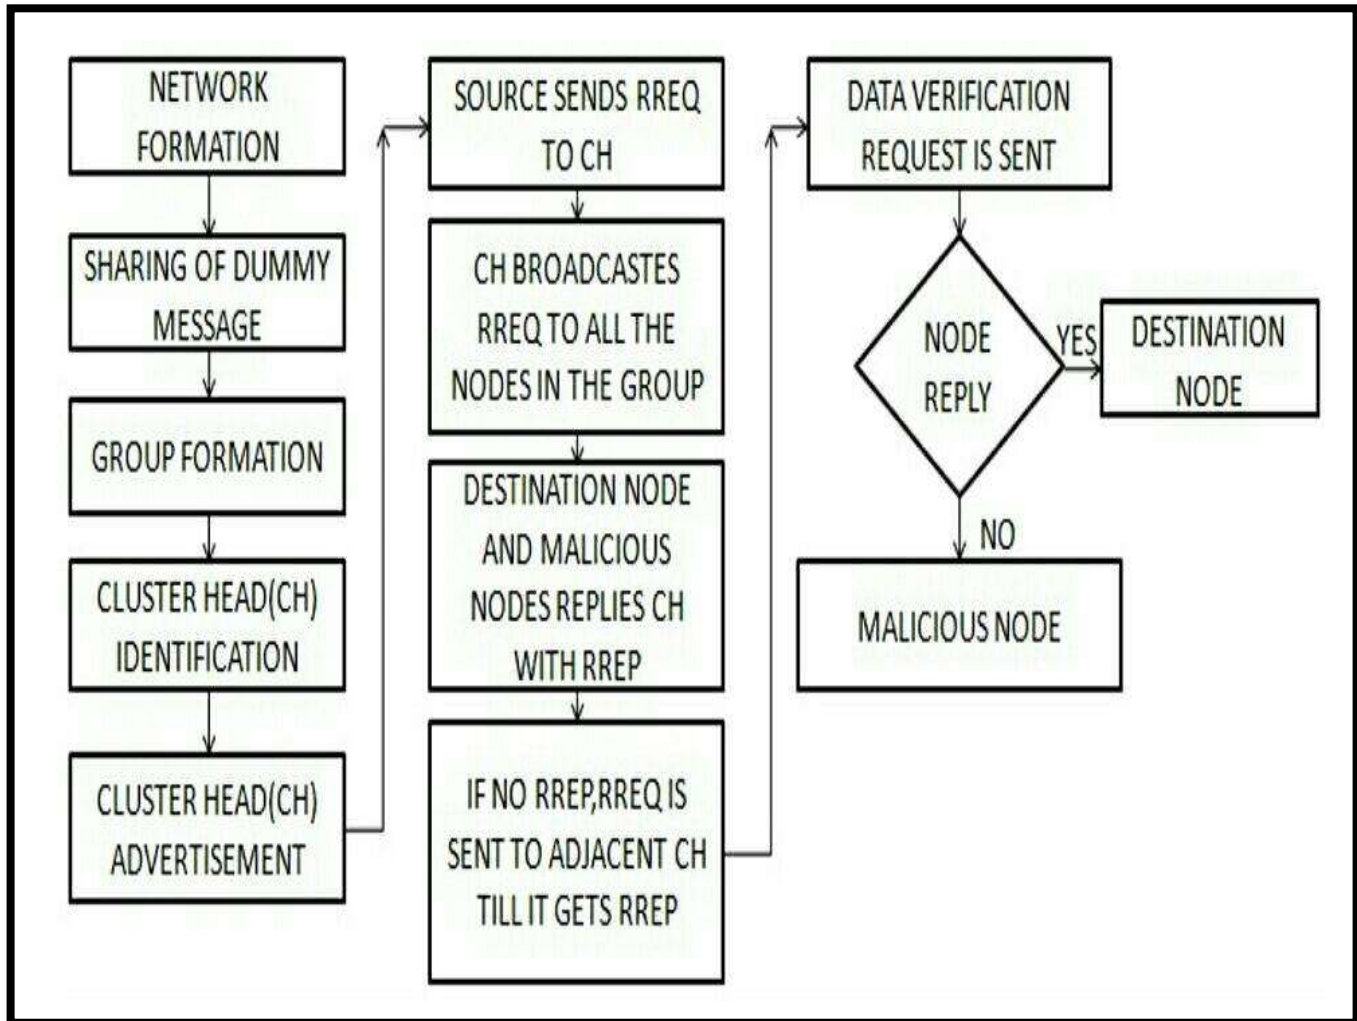 NETWORK
FORMATION
SHARING OF DUMMY
MESSAGE
GROUP FORMATION
CLUSTER HEAD(CH)
IDENTIFICATION
CLUSTER HEAD(CH)
ADVERTISEMENT
SOURCE SENDS RREQ
TO CH
CH BROADCASTES
RREQ TO ALL THE
NODES IN THE GROUP
DESTINATION NODE
AND MALICIOUS
NODES REPLIES CH
WITH RREP
IF NO RREP,RREQ IS
SENT TO ADJACENT CH
TILL IT GETS RREP
DATA VERIFICATION
REQUEST IS SENT
NODE
REPLY
YES
DESTINATION
NODE
NO
MALICIOUS NODE